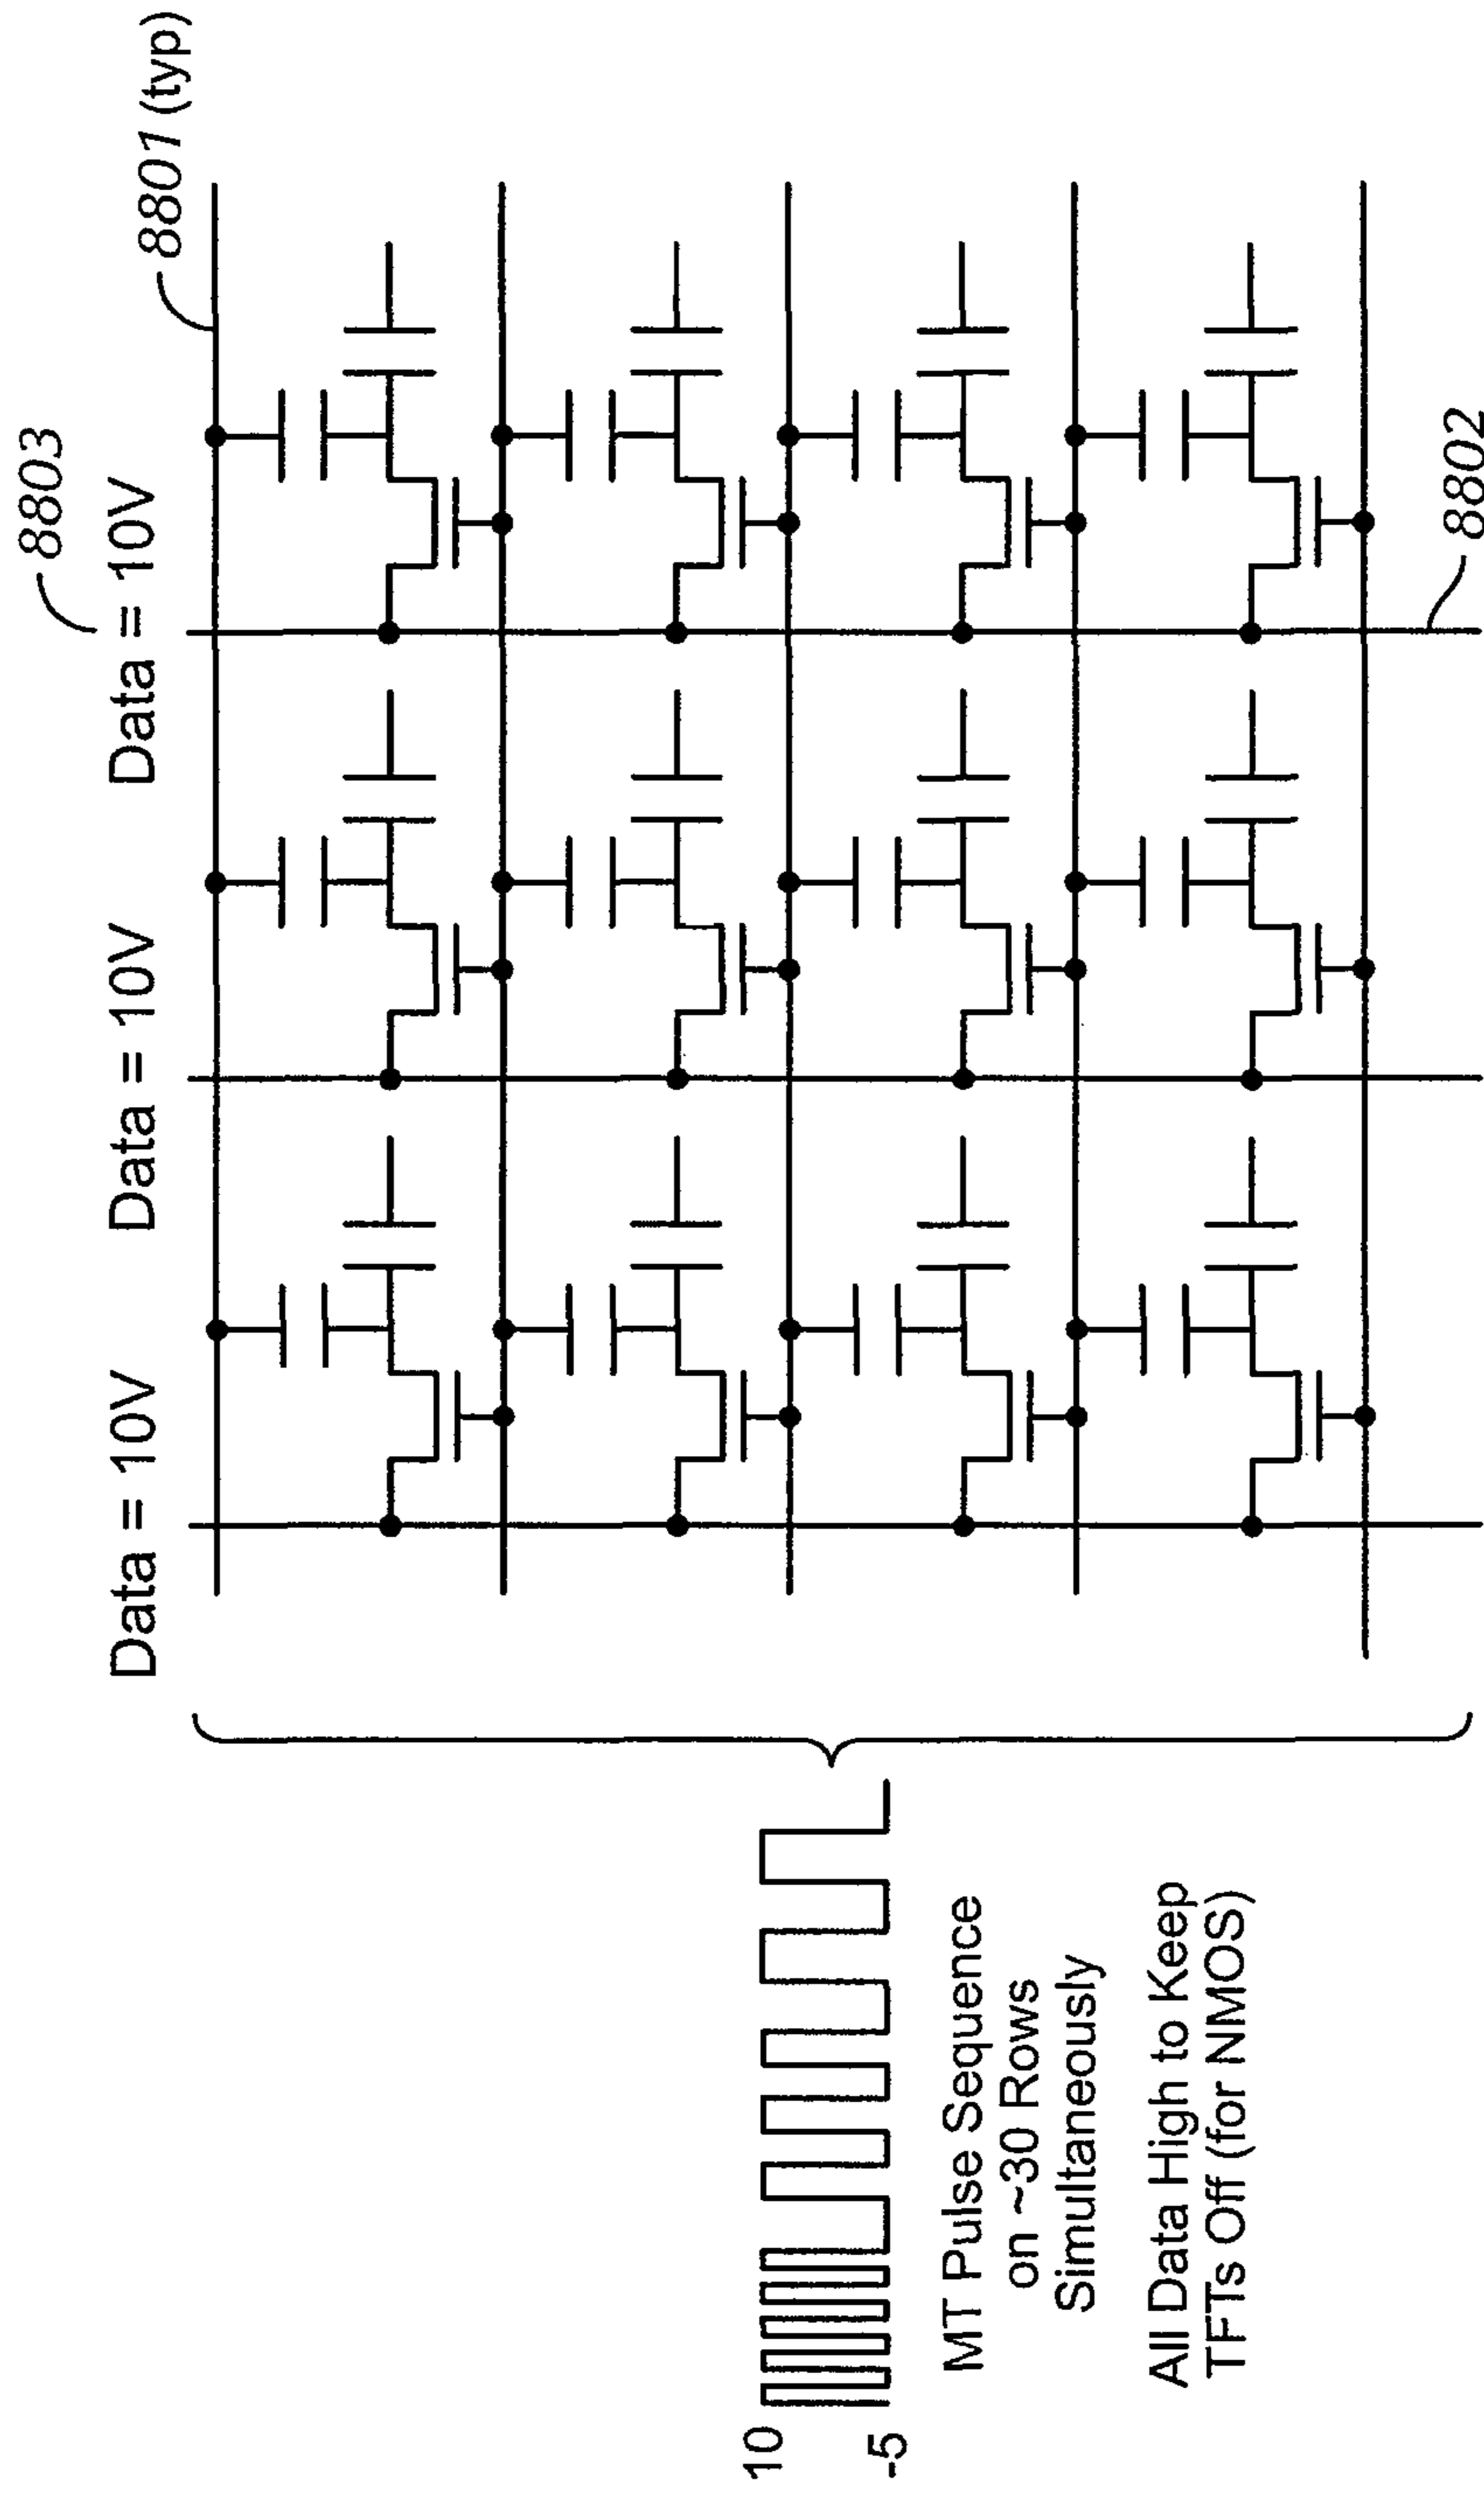 8803
8801 (typ)
Data = 10V
Data = 10V
Data = 10V
10
-5
MT Pulse Sequence
on ~30 Rows
Simultaneously
All Data High to Keep
TFTs Off (for NMOS)
8802